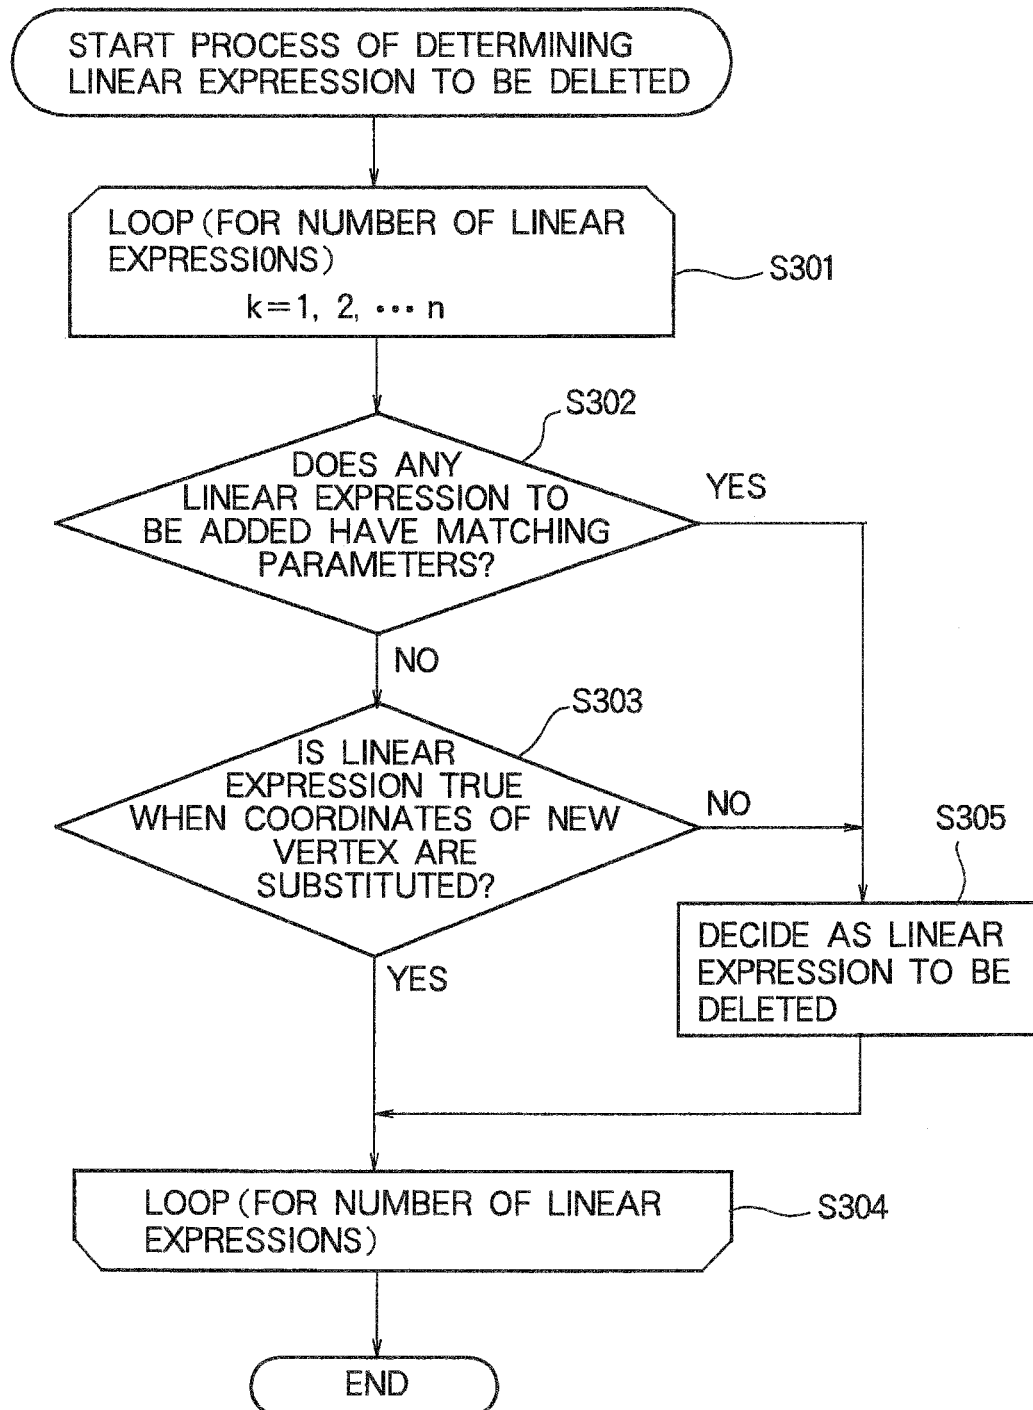 START PROCESS OF DETERMINING
LINEAR EXPREESSION TO BE DELETED
LOOP(FOR NUMBER OF LINEAR
EXPRESSIONS)
k=1, 2, ··· n
S301
S302
DOES ANY
LINEAR EXPRESSION TO
BE ADDED HAVE MATCHING
PARAMETERS?
YES
NO
S303
IS LINEAR
EXPRESSION TRUE
WHEN COORDINATES OF NEW
VERTEX ARE
SUBSTITUTED?
NO
S305
YES
DECIDE AS LINEAR
EXPRESSION TO BE
DELETED
LOOP(FOR NUMBER OF LINEAR
EXPRESSIONS)
S304
END